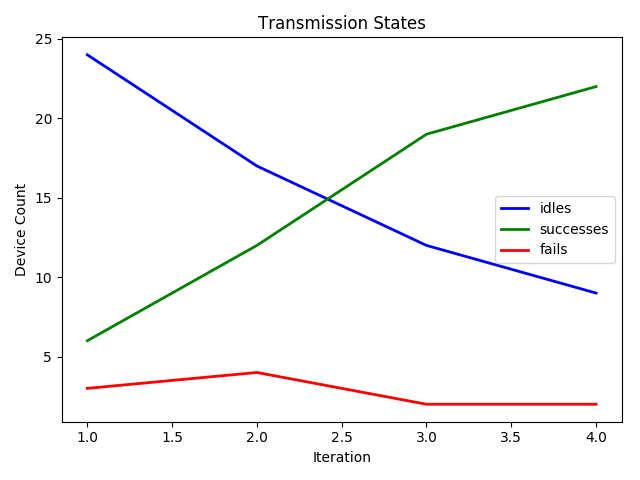 Transmission States
Device Count
25
20
15
10
5
idles
successes
fails
1.0 1.5 2.0 2.5 3.0 3.5 4.0
Iteration